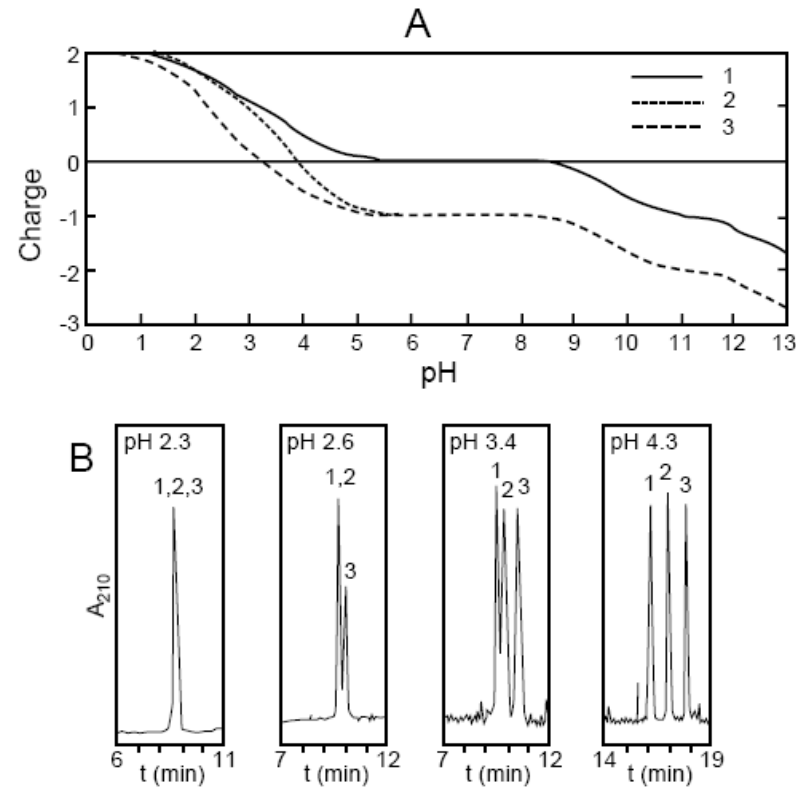 A
2
1
0
-1
-2
-3
Charge
1
2
3
0 1 2 3 4 5 6 7 8 9 10 11 12 13
pH
B
pH 2.3 pH 2.6 pH 3.4 pH 4.3
1,2,3 1,2 3 1 2 3 1 2 3
A210
6 11 7 12 7 12 14 19
t (min) t (min) t (min) t (min)